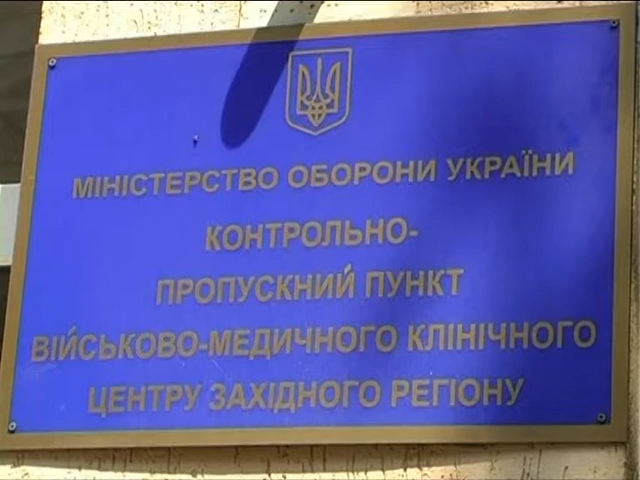 МІНІСТЕРСТВО ОБОРОНИ УКРАЇНИ
КОНТРОЛЬНО-
ПРОПУСКНИЙ ПУНКТ
ВІЙСЬКОВО-МЕДИЧНОГО КЛІНІЧНОГО
ЦЕНТРУ ЗАХІДНОГО РЕГІОНУ